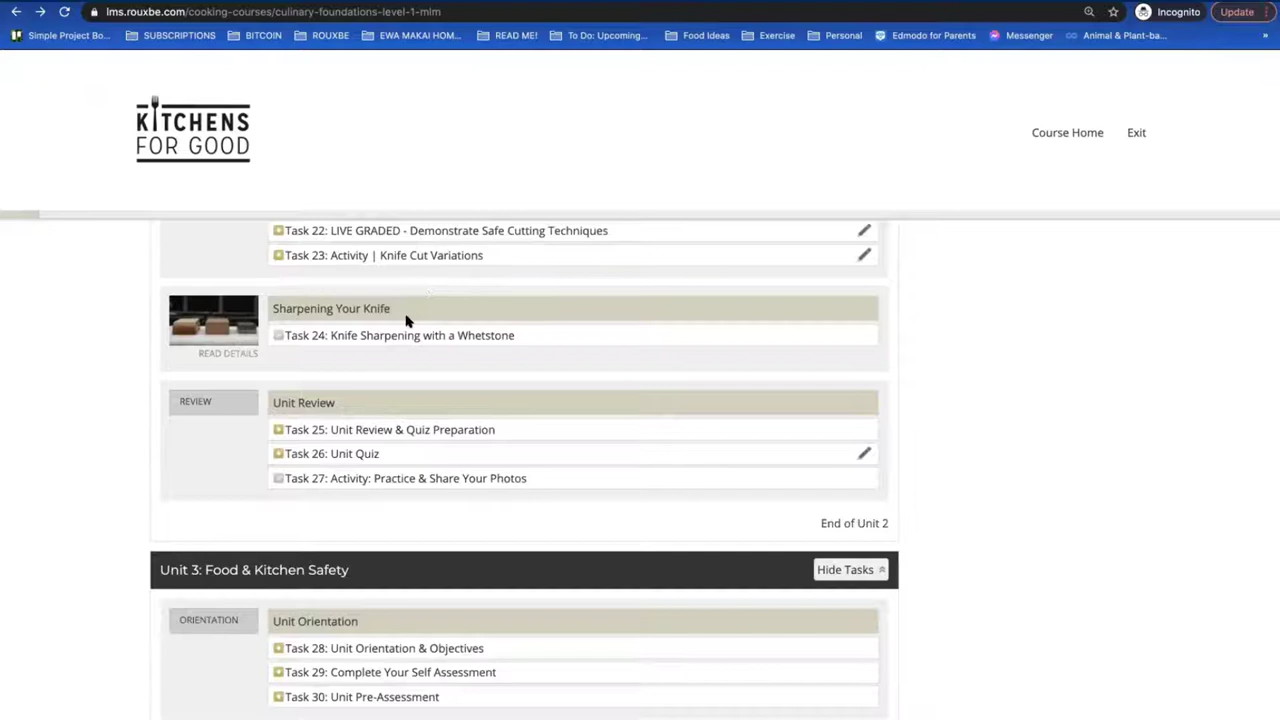 lms.rouxbe.com/cooking-courses/culinary-foundations-level-1-mlm
Incognito
Update
Simple Project Bo...
SUBSCRIPTIONS
BITCOIN
ROUXBE
EWA MAKAI HOM...
READ ME!
To Do: Upcoming...
Food Ideas
Exercise
Personal
Edmodo for Parents
Messenger
Animal & Plant-ba...
»
KITCHENS
FOR GOOD
Course Home
Exit
Task 22: LIVE GRADED - Demonstrate Safe Cutting Techniques
Task 23: Activity | Knife Cut Variations
Sharpening Your Knife
Task 24: Knife Sharpening with a Whetstone
READ DETAILS
REVIEW
Unit Review
Task 25: Unit Review & Quiz Preparation
Task 26: Unit Quiz
Task 27: Activity: Practice & Share Your Photos
End of Unit 2
Unit 3: Food & Kitchen Safety
Hide Tasks
ORIENTATION
Unit Orientation
Task 28: Unit Orientation & Objectives
Task 29: Complete Your Self Assessment
Task 30: Unit Pre-Assessment